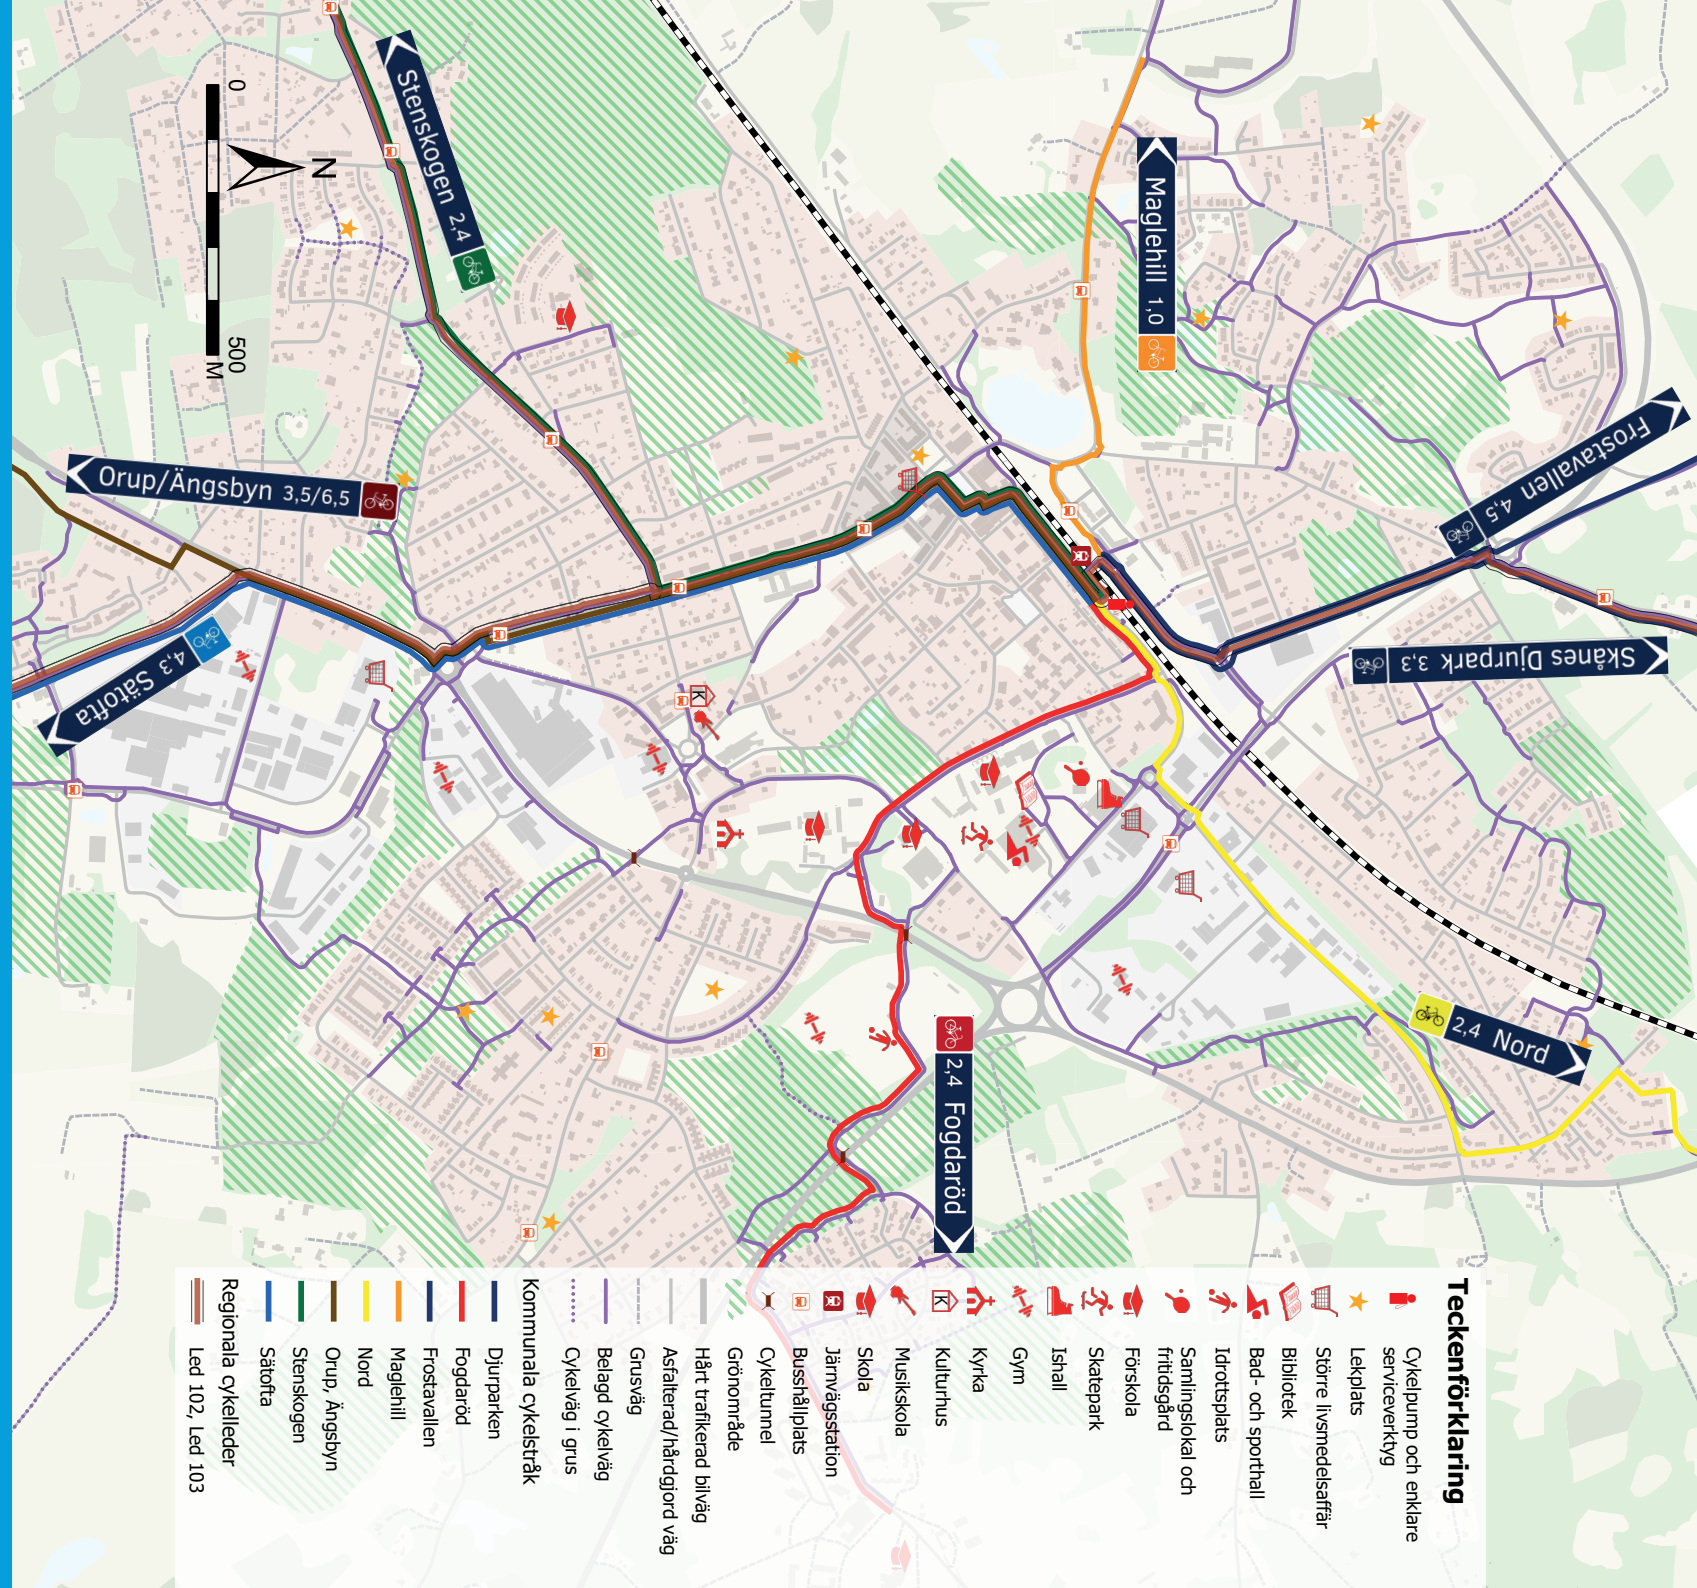 Stenskogen 2,4
Maglehill 1,0
Frostavallen 4,5
Skånes Djurpark 3,3
Orup/Ängsbyn 3,5/6,5
4,3 Sätofta
2,4 Nord
2,4 Fogdaröd
N
0
500
M
K
Teckenförklaring
Cykelpump och enklare
serviceverktyg
Lekplats
Större livsmedelsaffär
Bibliotek
Bad- och sporthall
Idrottsplats
Samlingslokal och
fritidsgård
Förskola
Skatepark
Ishall
Gym
Kyrka
K
Kulturhus
Musikskola
Skola
Järnvägsstation
Busshållplats
Cykeltunnel
Grönområde
Hårt trafikerad bilväg
Asfalterad/hårdgjord väg
Grusväg
Belagd cykelväg
Cykelväg i grus
Kommunala cykelstråk
Djurparken
Fogdaröd
Frostavallen
Maglehill
Nord
Orup, Ängsbyn
Stenskogen
Sätofta
Regionala cykelleder
Led 102, Led 103